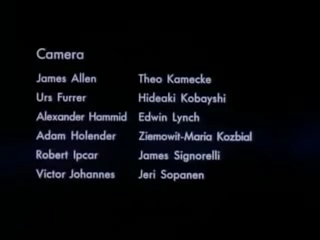 Camera
James Allen Theo Kamecke
Urs Furrer Hideaki Kobayshi
Alexander Hammid Edwin Lynch
Adam Holender Ziemowit-Maria Kozbial
Robert Ipcar James Signorelli
Victor Johannes Jeri Sopanen